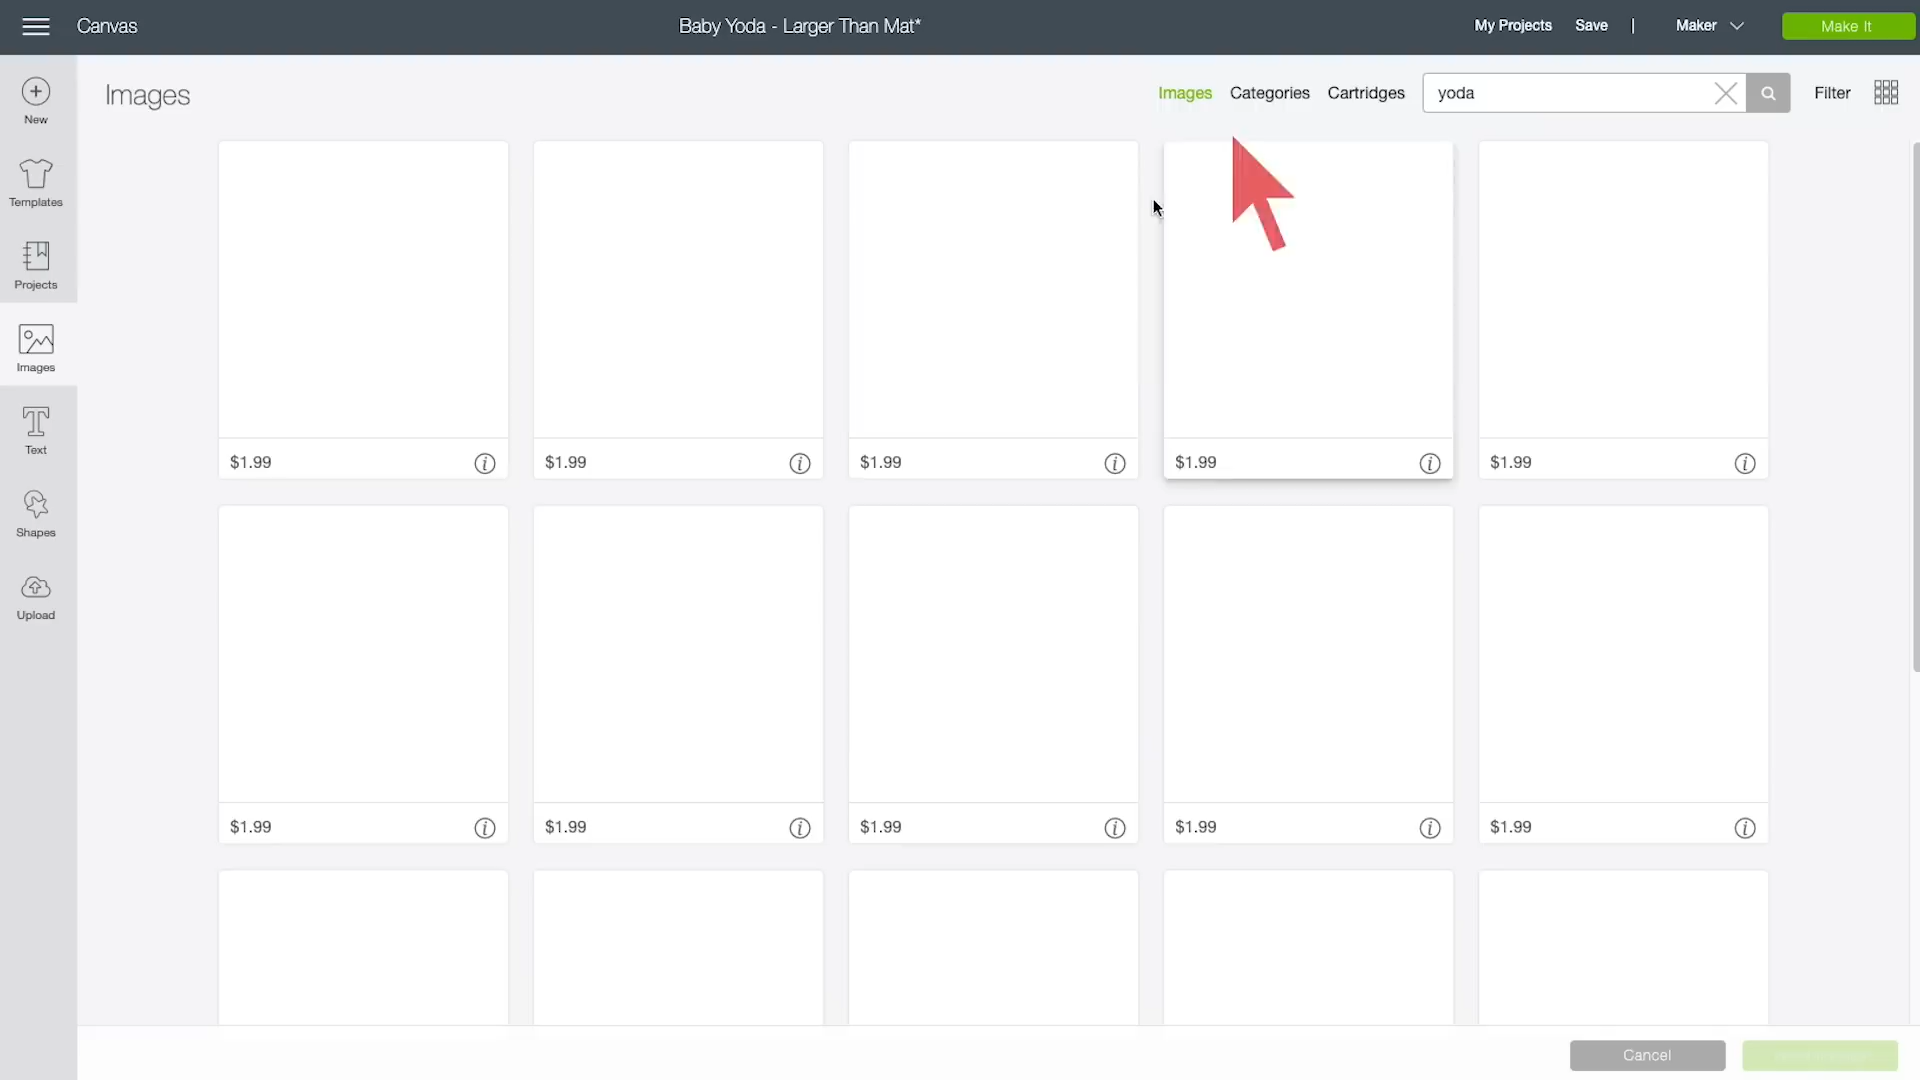 Canvas
Baby Yoda - Larger Than Mat*
My Projects Save | Maker Make It
New
Templates
Projects
Images
Text
Shapes
Upload
Images
Images Categories Cartridges yoda Filter
$1.99 $1.99 $1.99 $1.99 $1.99
$1.99 $1.99 $1.99 $1.99 $1.99
Cancel